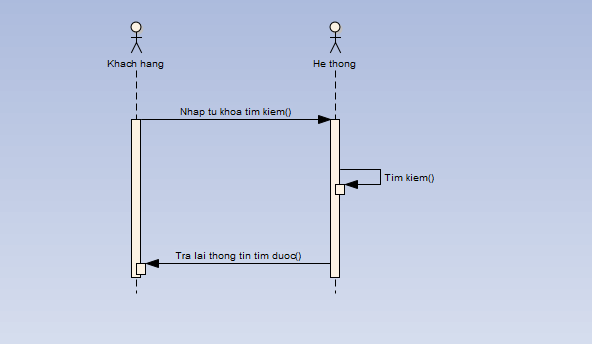 Khach hang
He thong
Nhap tu khoa tim kiem()
Tim kiem()
Tra lai thong tin tim duoc()